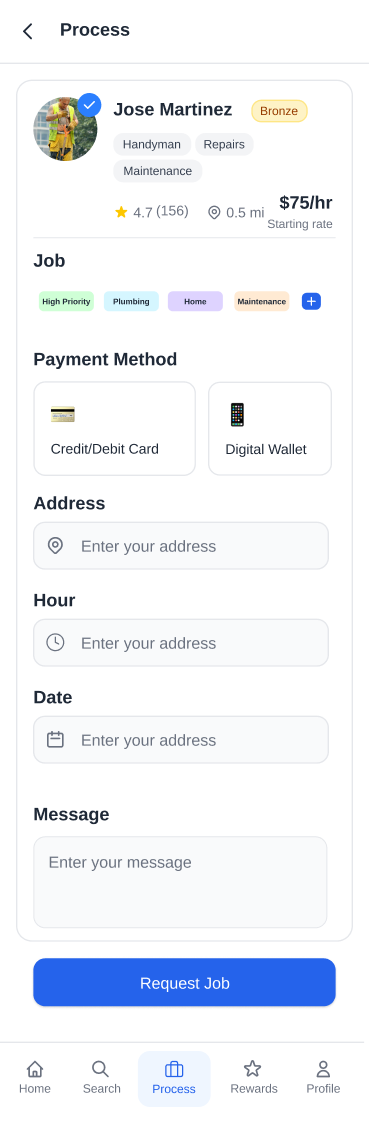 Process
Jose Martinez Bronze
Handyman Repairs
Maintenance
4.7 (156) 0.5 mi $75/hr
Starting rate
Job
High Priority Plumbing Home Maintenance
Payment Method
Credit/Debit Card Digital Wallet
Address
Enter your address
Hour
Enter your address
Date
Enter your address
Message
Enter your message
Request Job
Home Search Process Rewards Profile